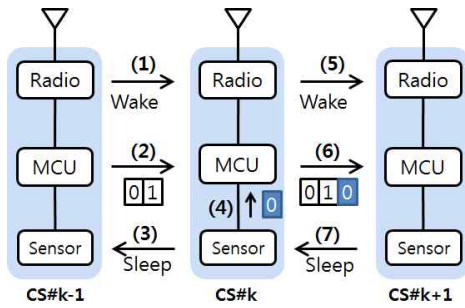 (1) (5)
Radio Radio Radio
Wake Wake
(2) (6)
MCU MCU MCU
0 1 (4) 0 0 1 0
(3) (7)
Sensor Sensor Sensor
Sleep Sleep
CS#k-1 CS#k CS#k+1